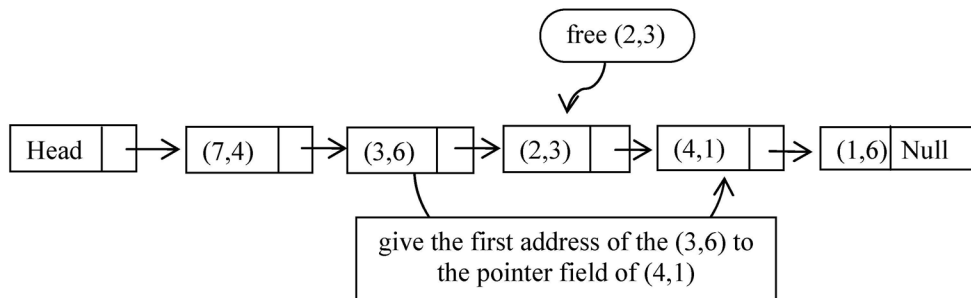 free (2,3)
Head (7,4) (3,6) (2,3) (4,1) (1,6) Null
give the first address of the (3,6) to
the pointer field of (4,1)